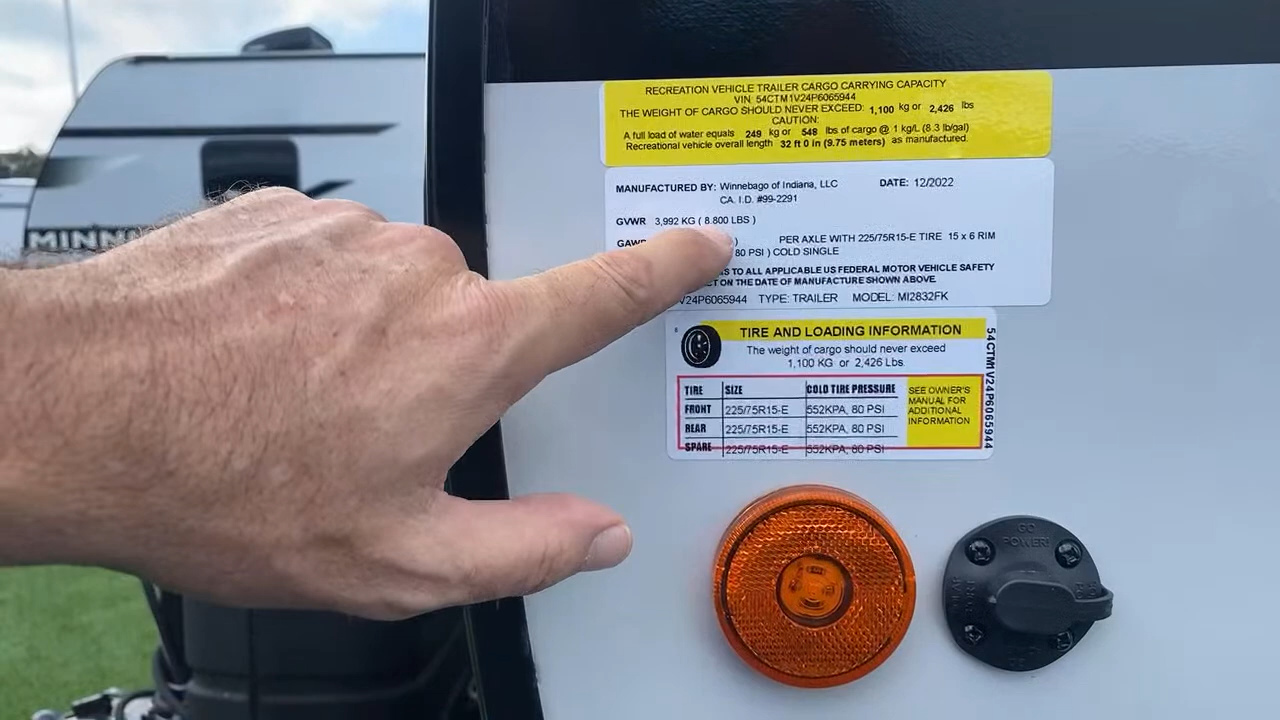 MINN
RECREATION VEHICLE TRAILER CARGO CARRYING CAPACITY
VIN: 54CTM1V24P6065944
THE WEIGHT OF CARGO SHOULD NEVER EXCEED: 1,100 kg or 2,426 lbs
CAUTION:
A full load of water equals 249 kg or 548 lbs of cargo @ 1 kg/L (8.3 lb/gal)
Recreational vehicle overall length 32 ft 0 in (9.75 meters) as manufactured.
MANUFACTURED BY: Winnebago of Indiana, LLC DATE: 12/2022
CA. I.D. #99-2291
GVWR 3,992 KG ( 8.800 LBS )
GAW ) PER AXLE WITH 225/75R15-E TIRE 15 x 6 RIM
80 PSI ) COLD SINGLE
S TO ALL APPLICABLE US FEDERAL MOTOR VEHICLE SAFETY
CT ON THE DATE OF MANUFACTURE SHOWN ABOVE
V24P6065944 TYPE: TRAILER MODEL: MI2832FK
TIRE AND LOADING INFORMATION
The weight of cargo should never exceed
1,100 KG or 2,426 Lbs
TIRE SIZE COLD TIRE PRESSURE
FRONT 225/75R15-E 552KPA, 80 PSI
REAR 225/75R15-E 552KPA, 80 PSI
SPARE 225/75R15-E 552KPA, 80 PSI
SEE OWNER'S
MANUAL FOR
ADDITIONAL
INFORMATION
54CTM1V24P6065944
GO
POWER!